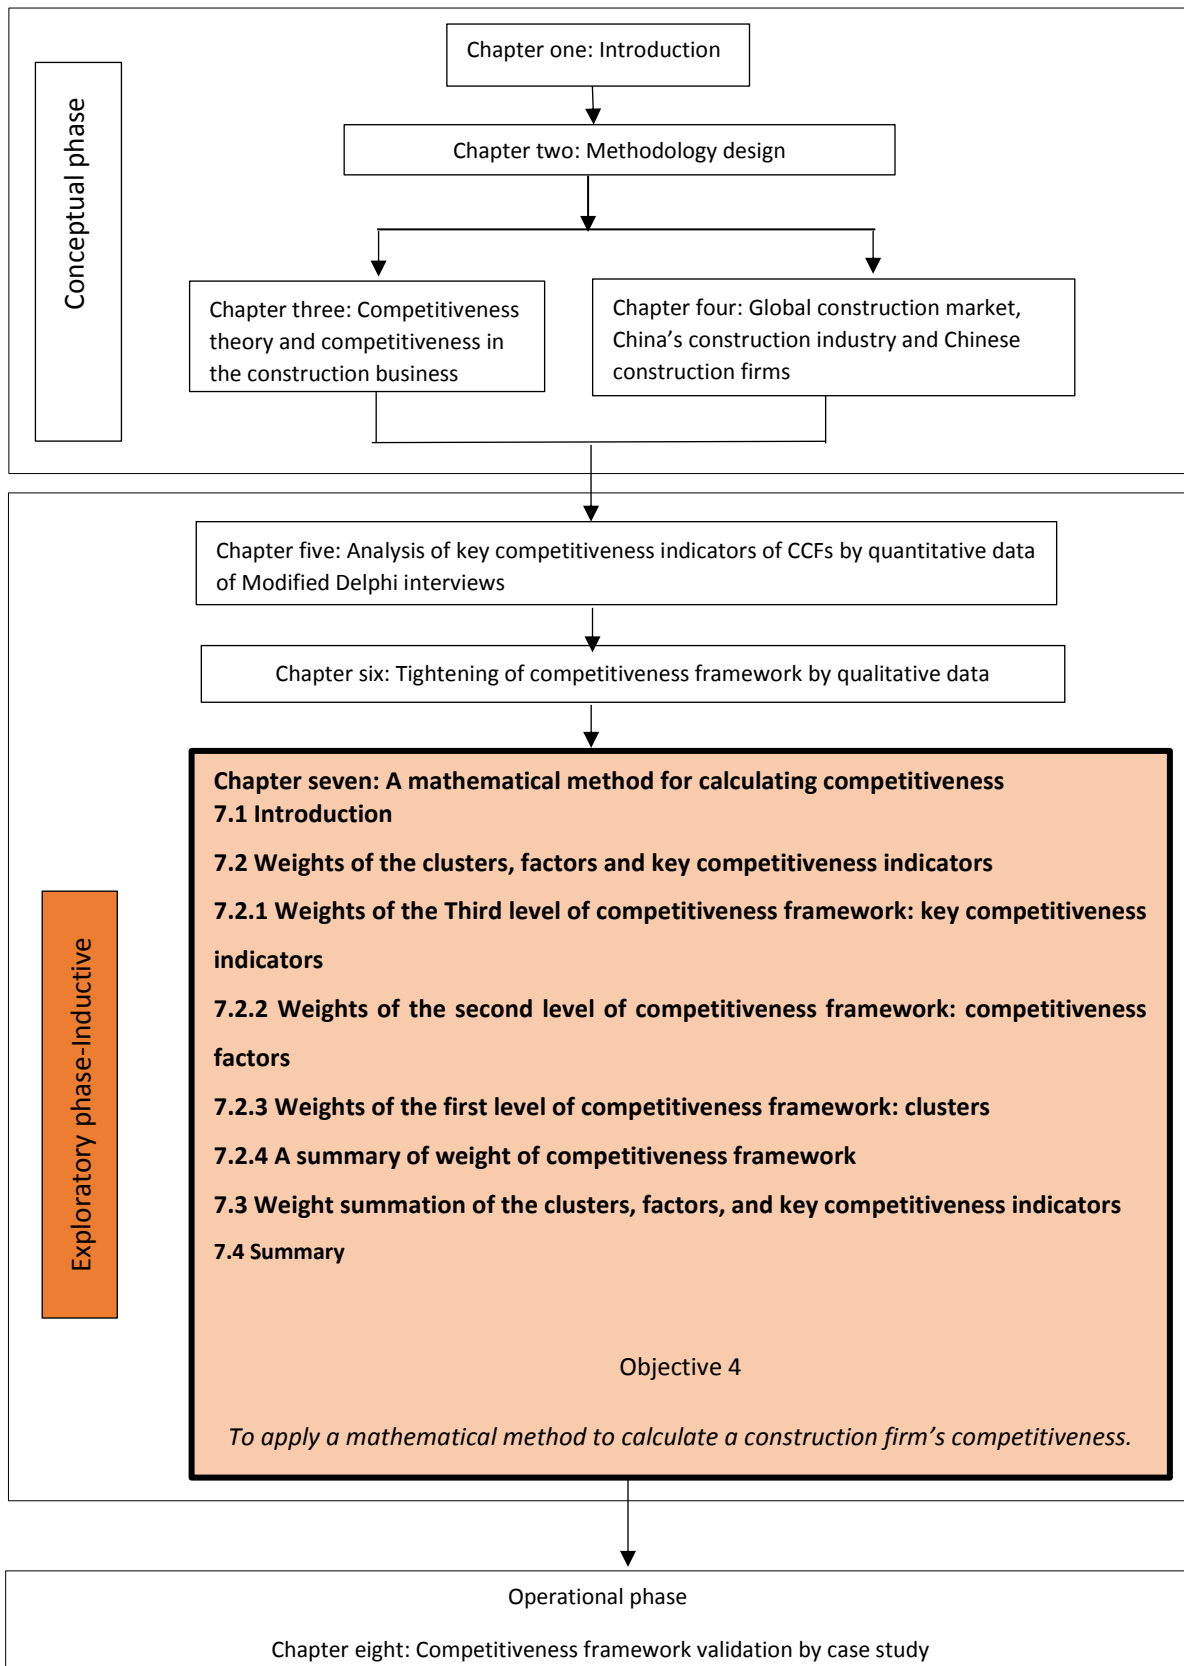 Conceptual phase
Chapter one: Introduction
Chapter two: Methodology design
Chapter three: Competitiveness
theory and competitiveness in
the construction business
Chapter four: Global construction market,
China’s construction industry and Chinese
construction firms
Exploratory phase-Inductive
Chapter five: Analysis of key competitiveness indicators of CCFs by quantitative data
of Modified Delphi interviews
Chapter six: Tightening of competitiveness framework by qualitative data
Chapter seven: A mathematical method for calculating competitiveness
7.1 Introduction
7.2 Weights of the clusters, factors and key competitiveness indicators
7.2.1 Weights of the Third level of competitiveness framework: key competitiveness
indicators
7.2.2 Weights of the second level of competitiveness framework: competitiveness
factors
7.2.3 Weights of the first level of competitiveness framework: clusters
7.2.4 A summary of weight of competitiveness framework
7.3 Weight summation of the clusters, factors, and key competitiveness indicators
7.4 Summary
Objective 4
To apply a mathematical method to calculate a construction firm’s competitiveness.
Operational phase
Chapter eight: Competitiveness framework validation by case study